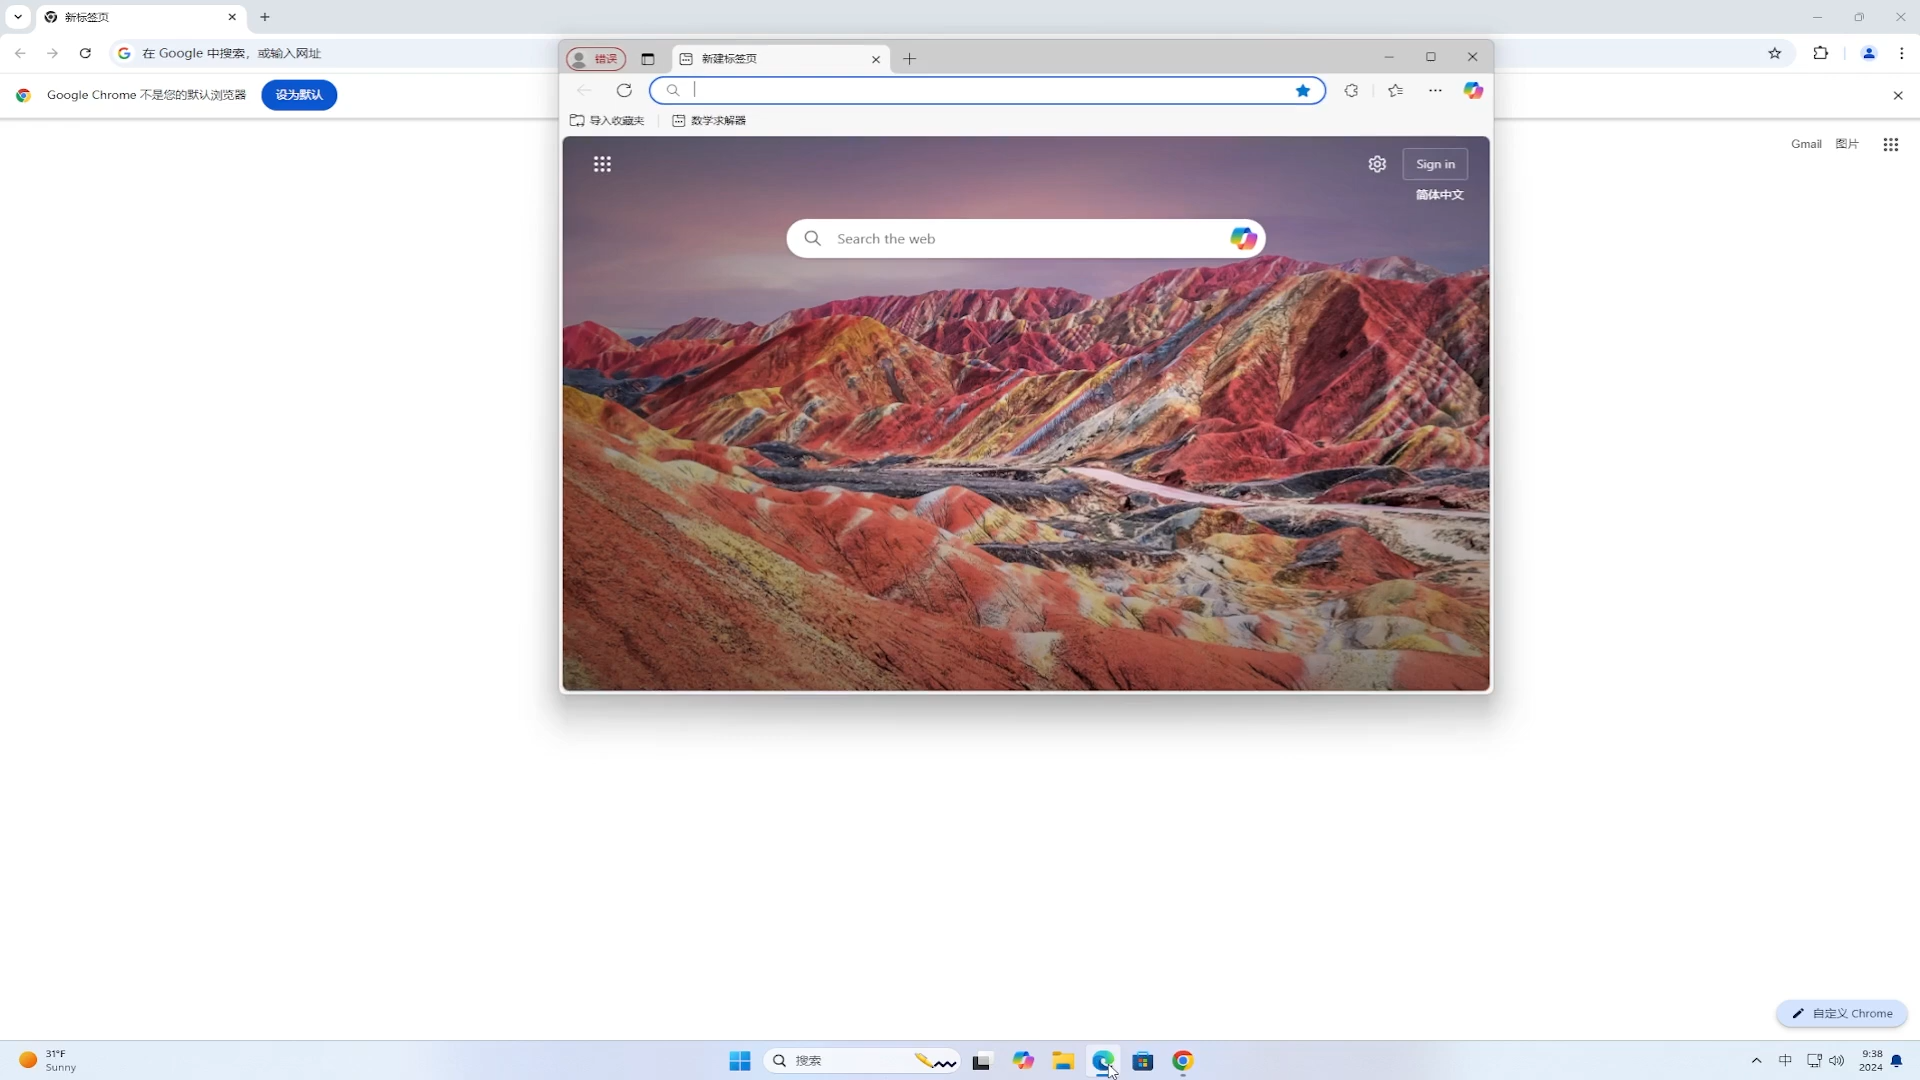 新标签页
在 Google 中搜索，或输入网址
Google Chrome 不是您的默认浏览器
设为默认
错误
新建标签页
导入收藏夹
数学求解器
Sign in
简体中文
Search the web
Gmail
图片
自定义 Chrome
31°F
Sunny
搜索
中
9:38
2024